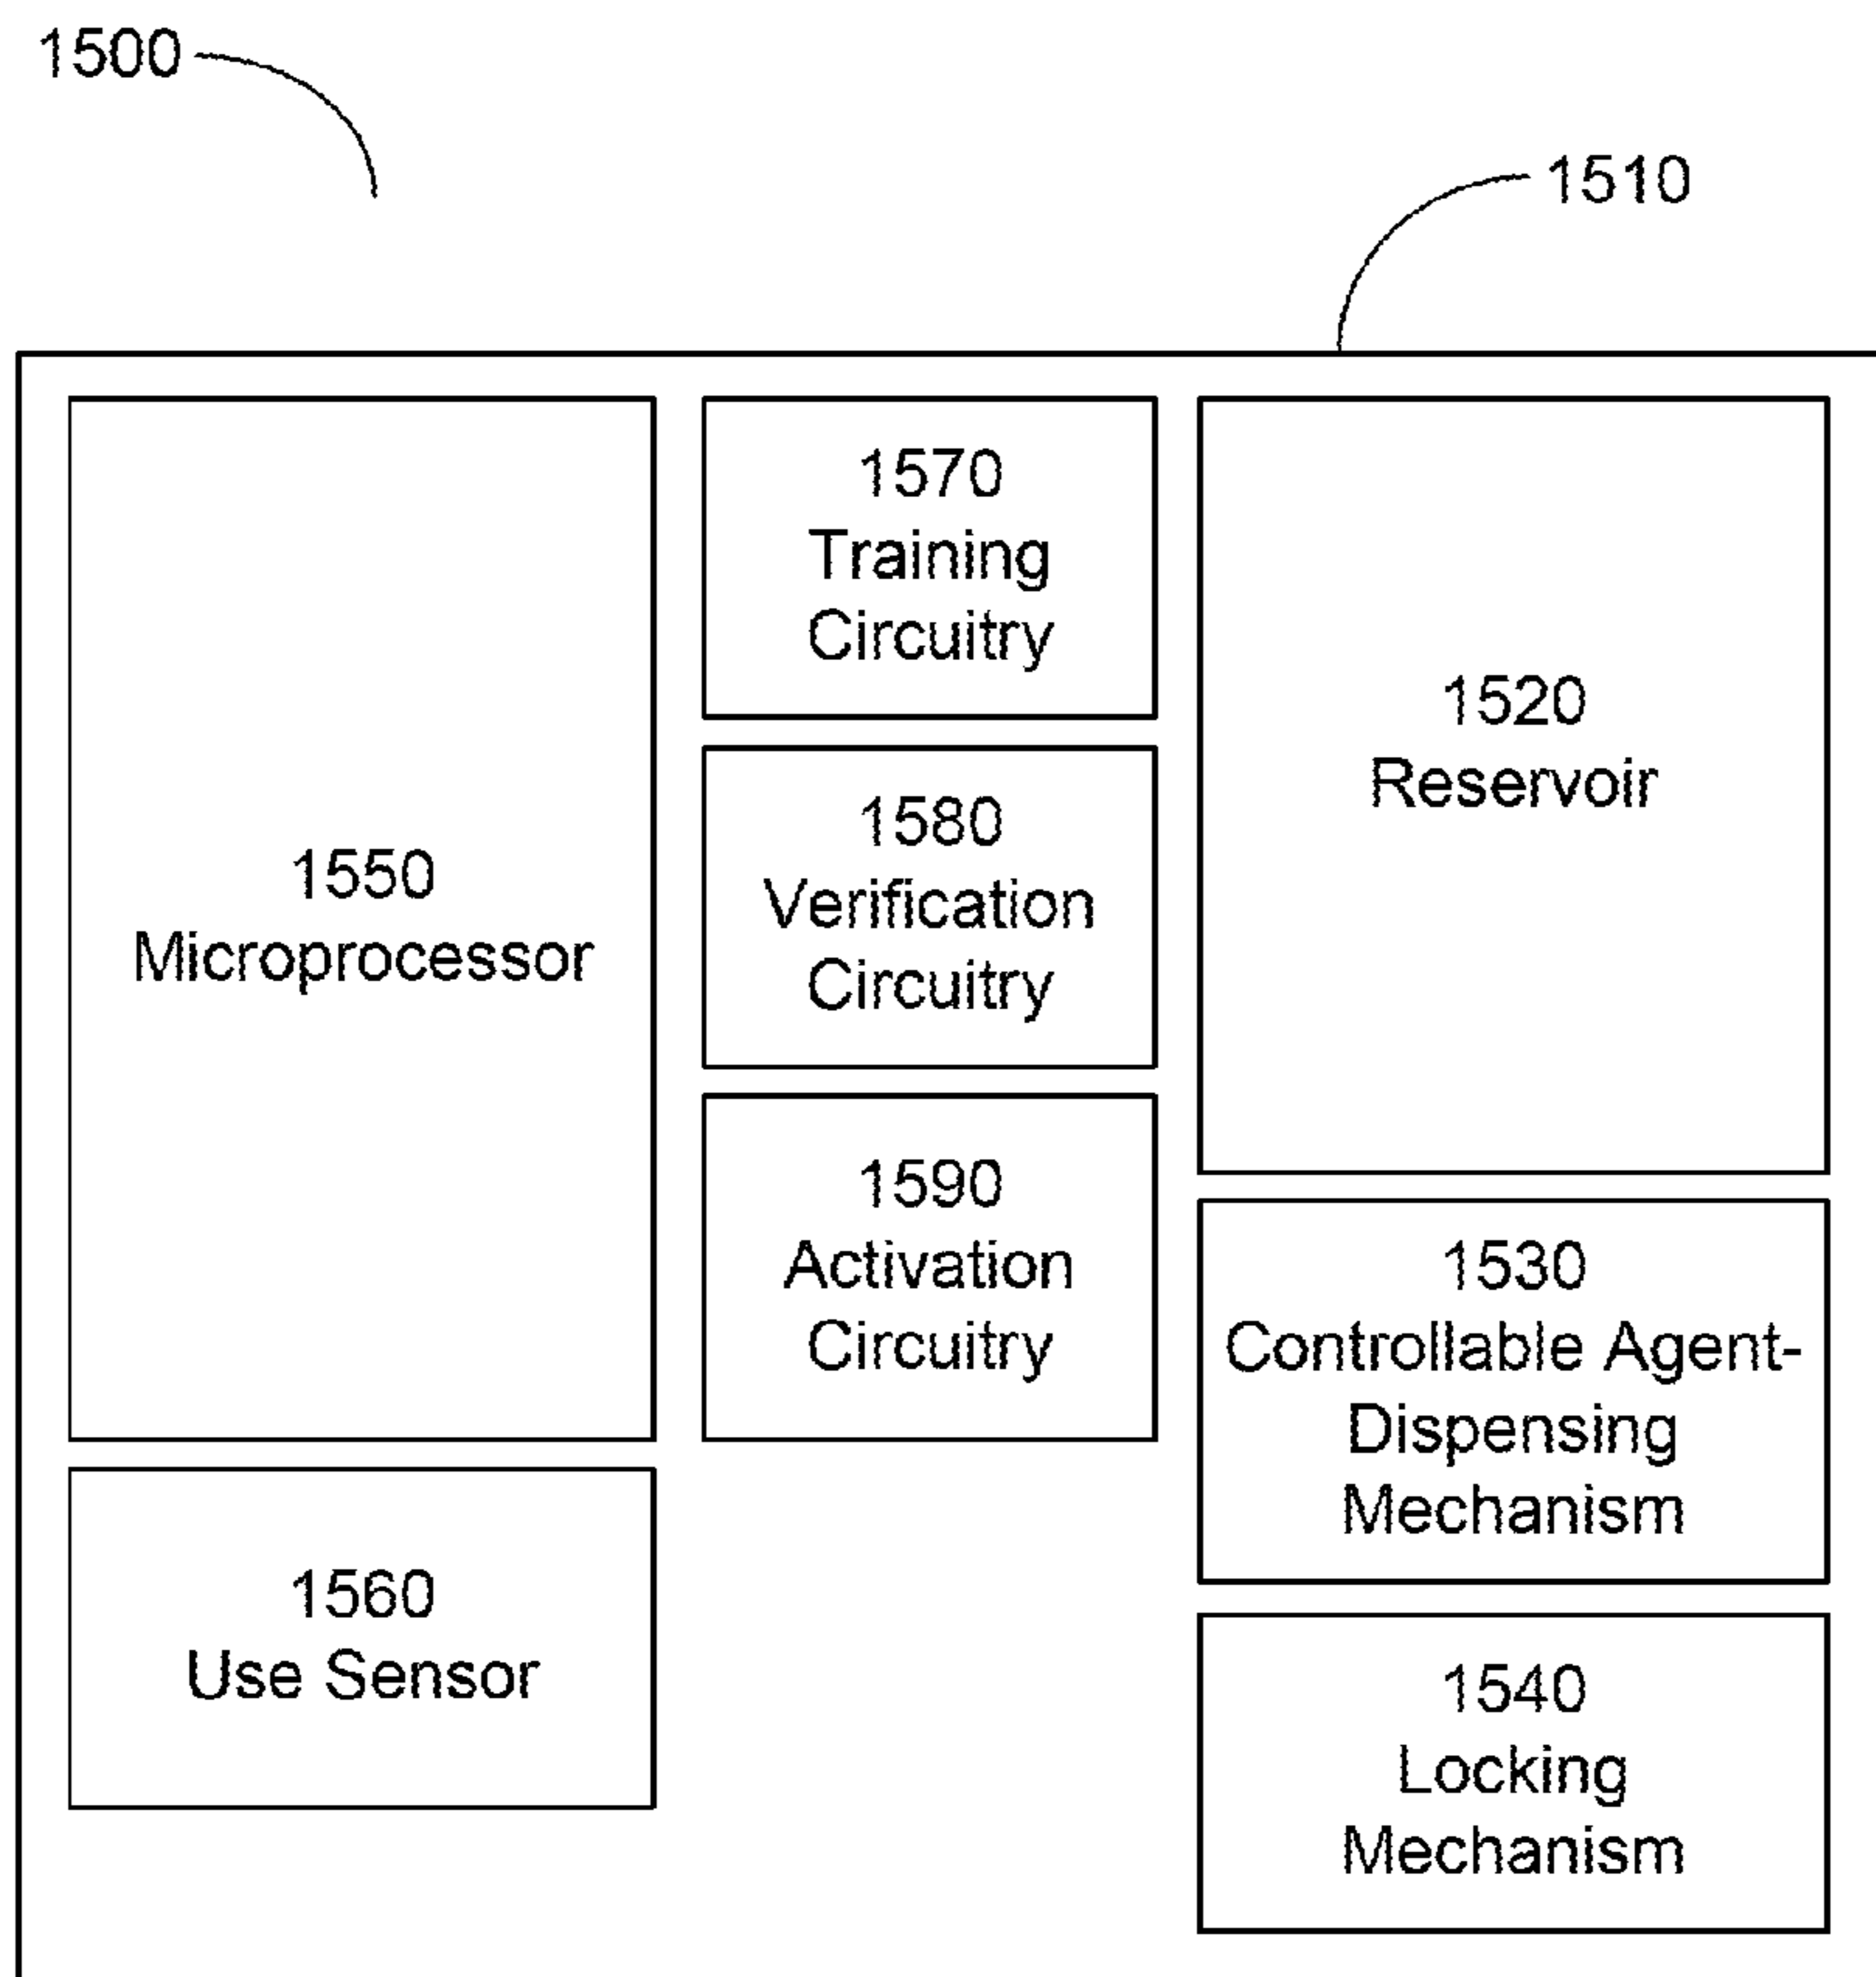 1500
1510
1550
Microprocessor
1560
Use Sensor
1570
Training
Circuitry
1580
Verification
Circuitry
1590
Activation
Circuitry
1520
Reservoir
1530
Controllable Agent-
Dispensing
Mechanism
1540
Locking
Mechanism